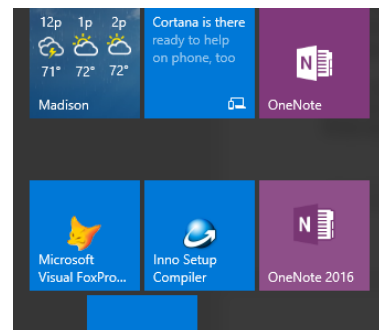 12p 1p 2p
71° 72° 72°
Madison
Cortana is there
ready to help
on phone, too
N
OneNote
Microsoft
Visual FoxPro...
Inno Setup
Compiler
N
OneNote 2016